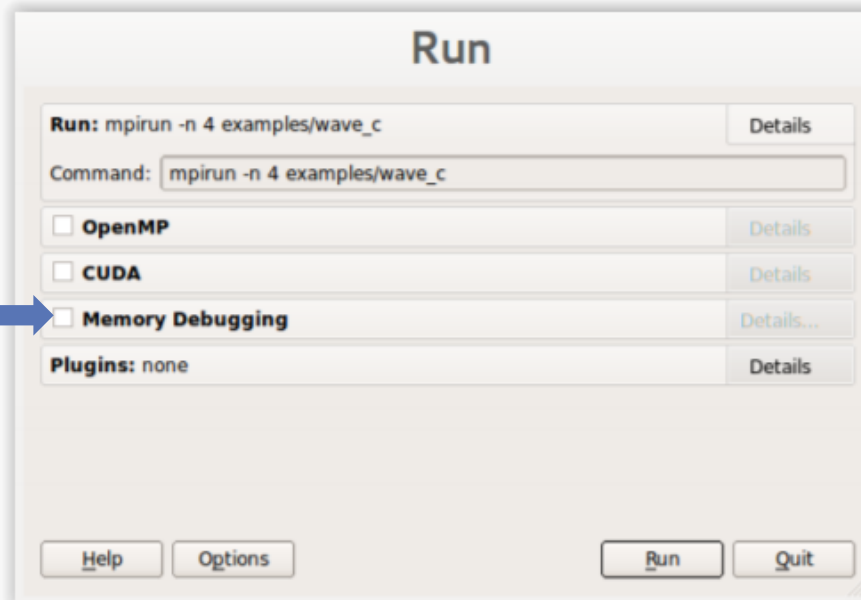 Run
Run: mpirun -n 4 examples/wave_c Details
Command: mpirun -n 4 examples/wave_c
OpenMP Details
CUDA Details
Memory Debugging Details...
Plugins: none Details
Help Options Run Quit